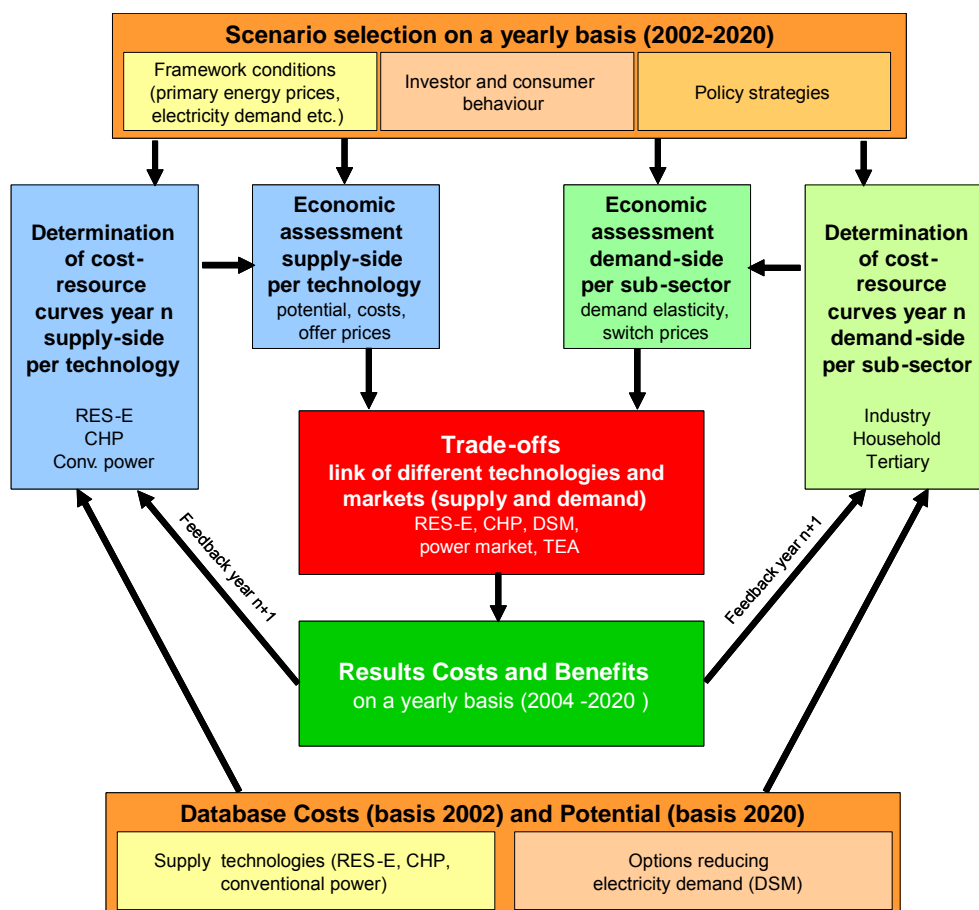 Scenario selection on a yearly basis (2002-2020)
Framework conditions
(primary energy prices,
electricity demand etc.)
Investor and consumer
behaviour
Policy strategies
Determination
of cost-
resource
curves year n
supply-side
per technology
RES-E
CHP
Conv. power
Economic
assessment
supply-side
per technology
potential, costs,
offer prices
Economic
assessment
demand-side
per sub-sector
demand elasticity,
switch prices
Determination
of cost-
resource
curves year n
demand-side
per sub-sector
Industry
Household
Tertiary
Trade-offs
link of different technologies and
markets (supply and demand)
RES-E, CHP, DSM,
power market, TEA
Feedback year n+1
Feedback year n+1
Results Costs and Benefits
on a yearly basis (2004 -2020 )
Database Costs (basis 2002) and Potential (basis 2020)
Supply technologies (RES-E, CHP,
conventional power)
Options reducing
electricity demand (DSM)